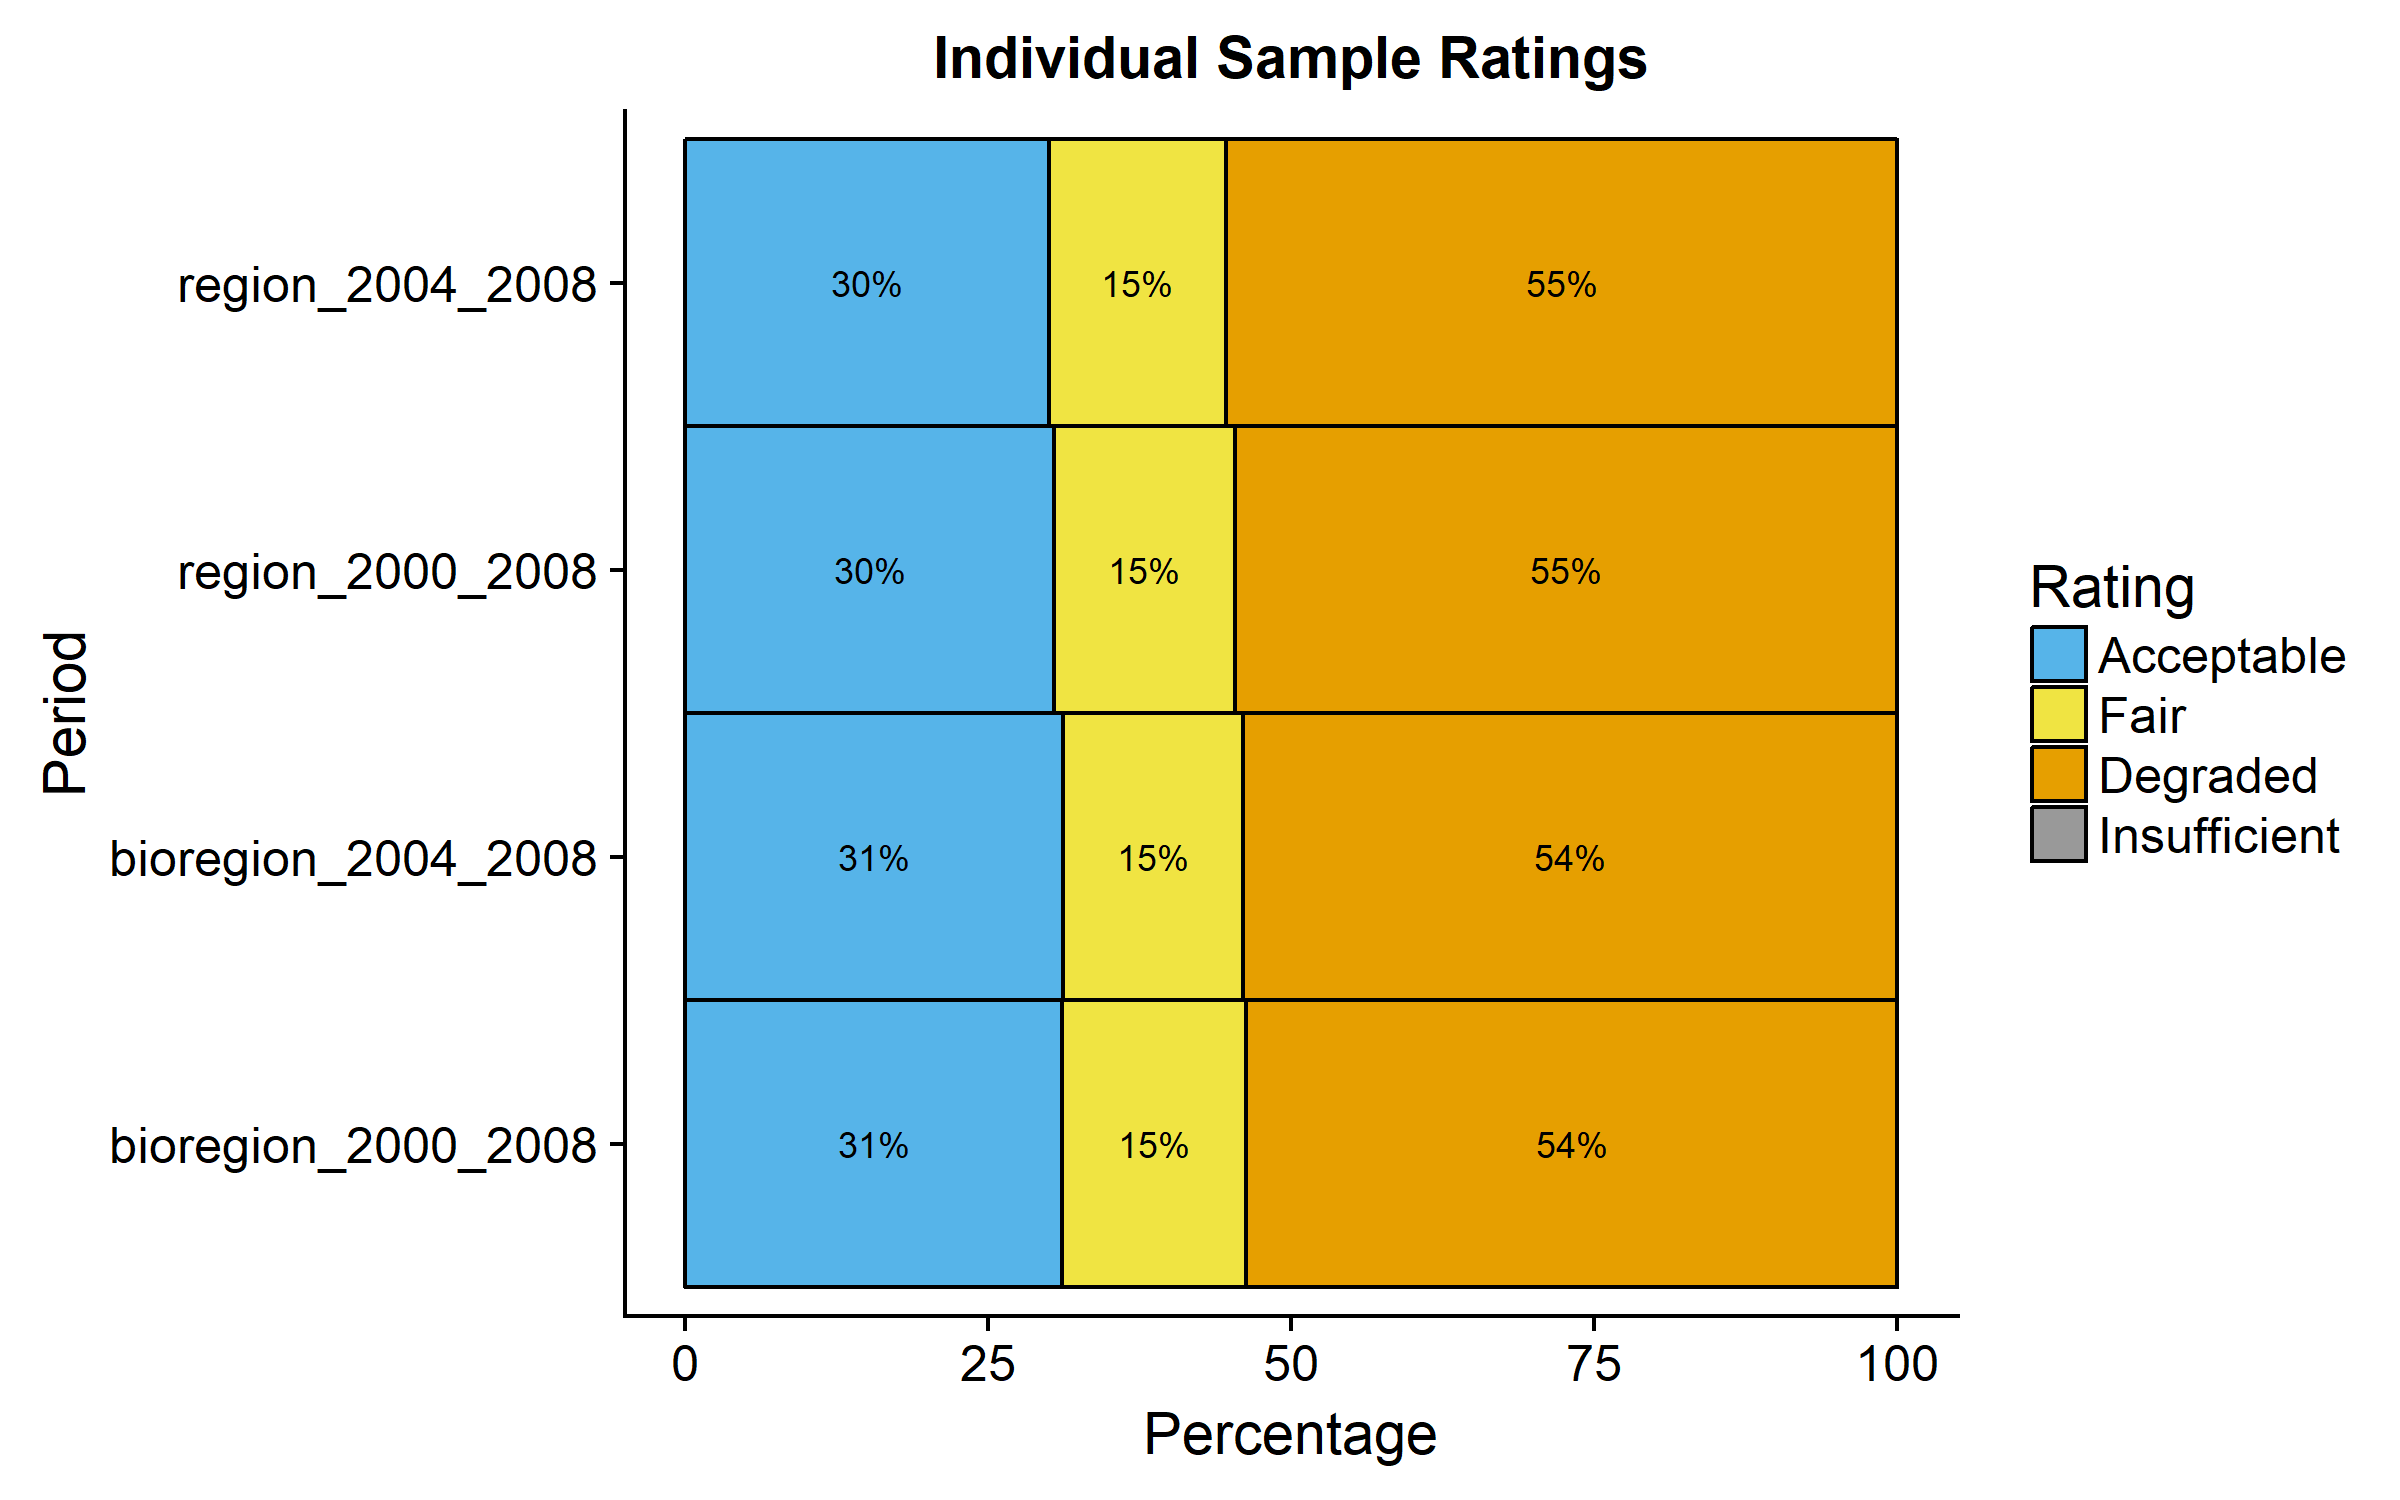 Individual Sample Ratings
Period
region_2004_2008
30%
15%
55%
region_2000_2008
30%
15%
55%
bioregion_2004_2008
31%
15%
54%
bioregion_2000_2008
31%
15%
54%
0
25
50
75
100
Percentage
Rating
Acceptable
Fair
Degraded
Insufficient